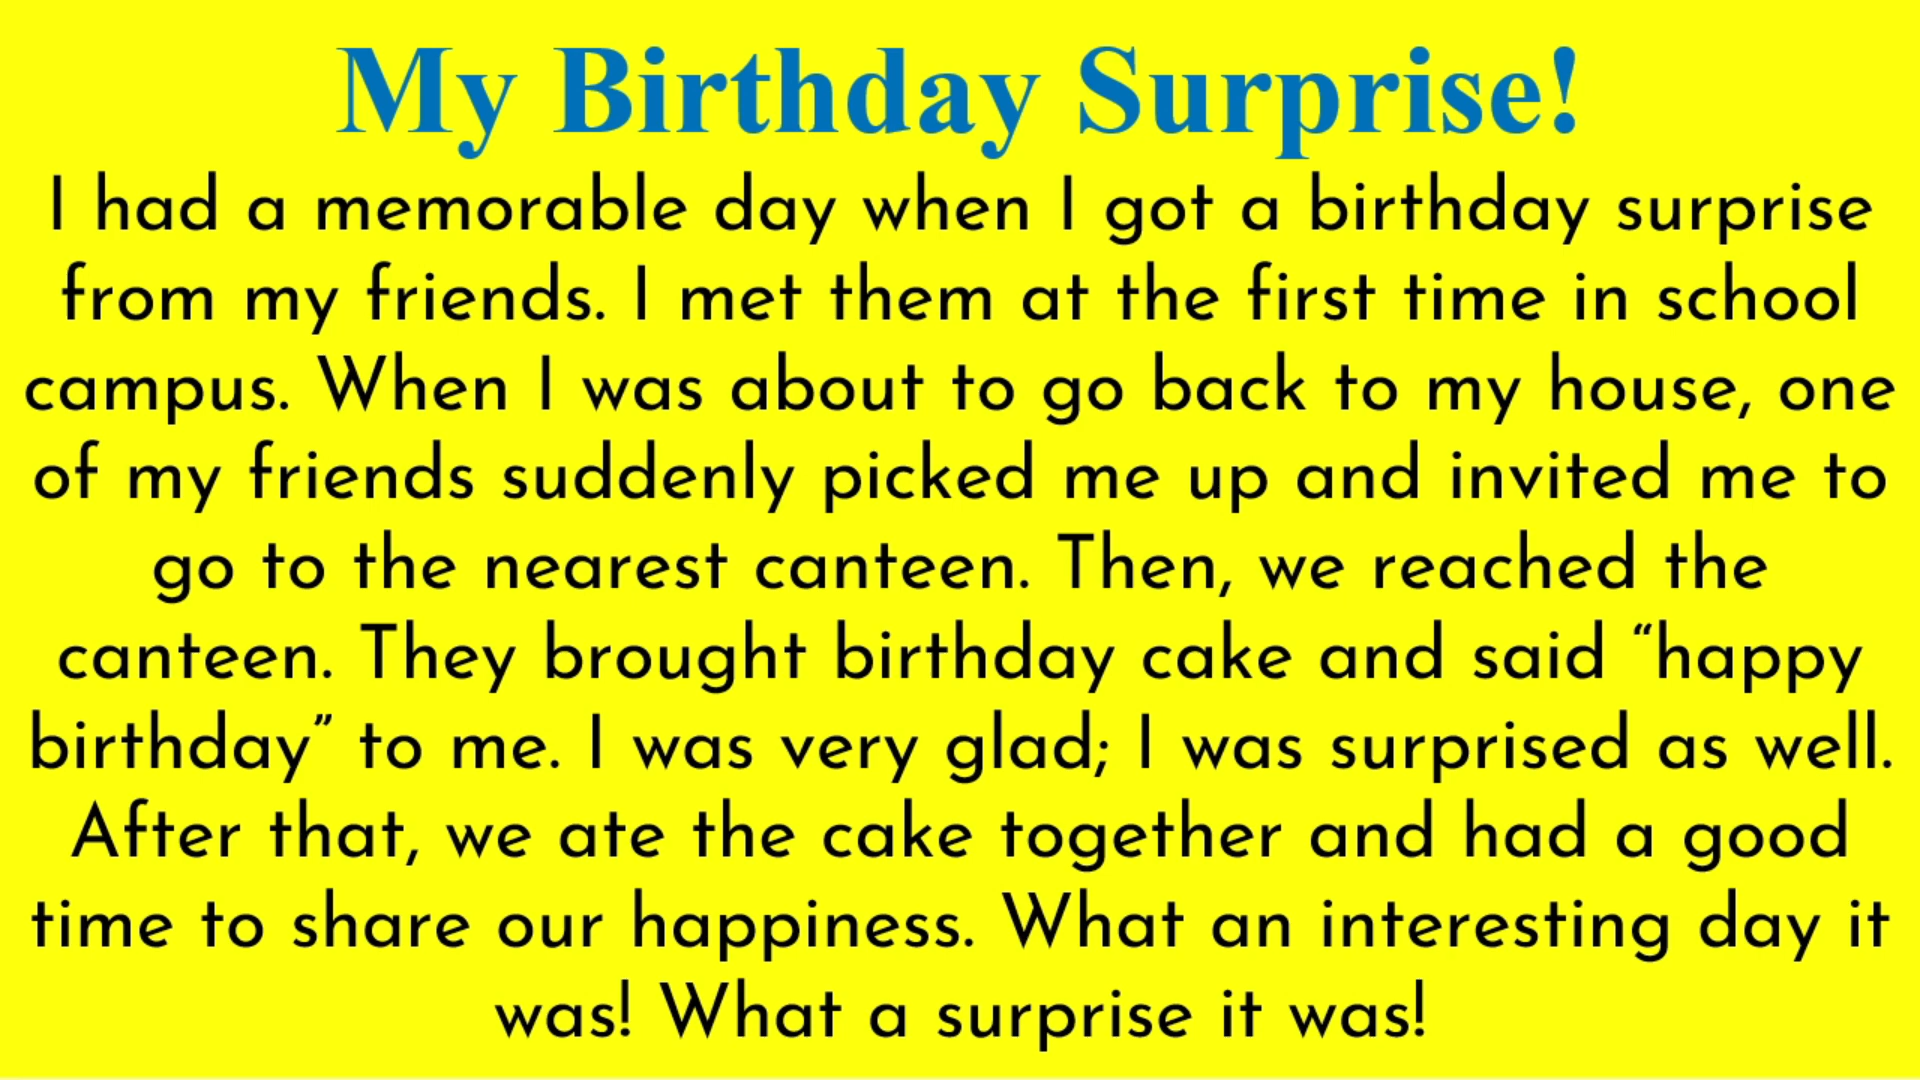 My Birthday Surprise!
I had a memorable day when I got a birthday surprise
from my friends. I met them at the first time in school
campus. When I was about to go back to my house, one
of my friends suddenly picked me up and invited me to
go to the nearest canteen. Then, we reached the
canteen. They brought birthday cake and said “happy
birthday” to me. I was very glad; I was surprised as well.
After that, we ate the cake together and had a good
time to share our happiness. What an interesting day it
was! What a surprise it was!